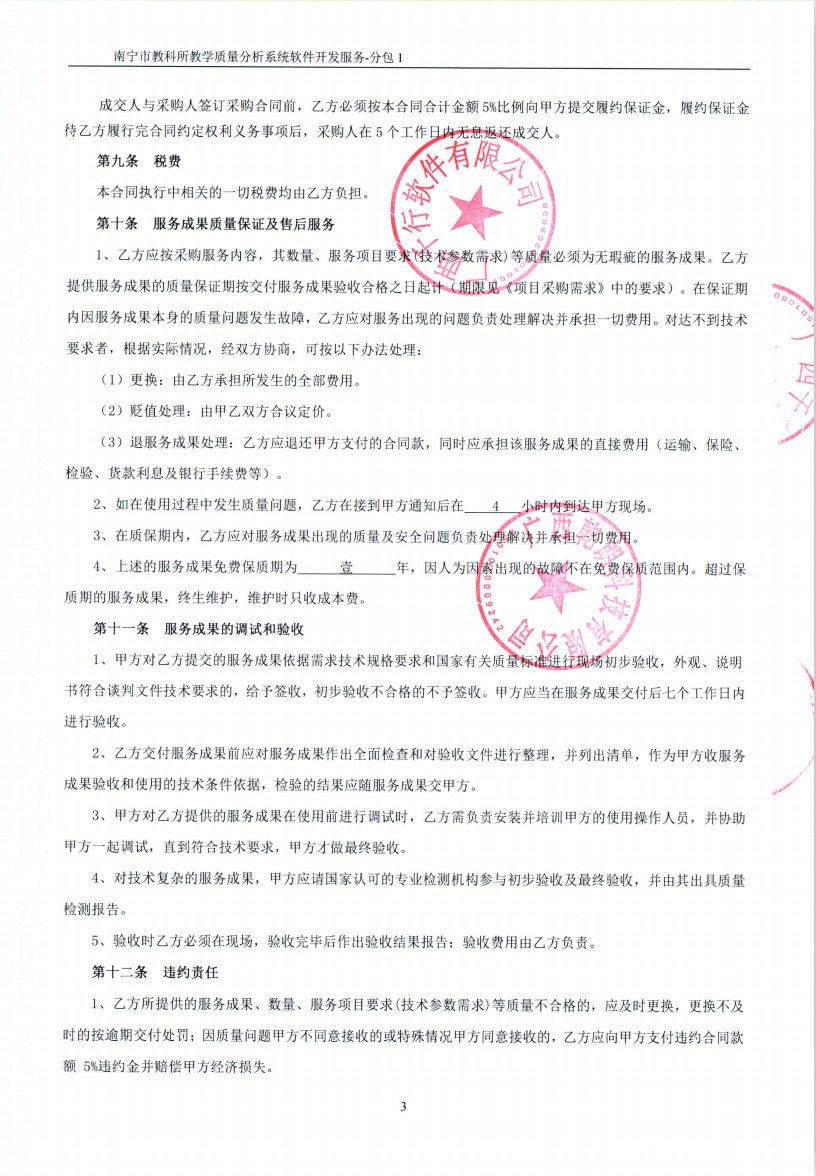 南宁市教科所教学质量分析系统软件开发服务-分包 1
成交人与采购人签订采购合同前，乙方必须按本合同合计金额 5%比例向甲方提交履约保证金，履约保证金
待乙方履行完合同约定权利义务事项后，采购人在 5 个工作日内无息返还成交人。
第九条 税费
本合同执行中相关的一切税费均由乙方负担。
第十条 服务成果质量保证及售后服务
1、乙方应按采购服务内容，其数量、服务项目要求(技术参数需求)等质量必须为无瑕疵的服务成果。乙方
提供服务成果的质量保证期按交付服务成果验收合格之日起计（期限见《项目采购需求》中的要求）。在保证期
内因服务成果本身的质量问题发生故障，乙方应对服务出现的问题负责处理解决并承担一切费用。对达不到技术
要求者，根据实际情况，经双方协商，可按以下办法处理：
（1）更换：由乙方承担所发生的全部费用。
（2）贬值处理：由甲乙双方合议定价。
（3）退服务成果处理：乙方应退还甲方支付的合同款，同时应承担该服务成果的直接费用（运输、保险、
检验、货款利息及银行手续费等）。
2、如在使用过程中发生质量问题，乙方在接到甲方通知后在 4 小时内到达甲方现场。
3、在质保期内，乙方应对服务成果出现的质量及安全问题负责处理解决并承担一切费用。
4、上述的服务成果免费保质期为 壹 年，因人为因素出现的故障不在免费保质范围内。超过保
质期的服务成果，终生维护，维护时只收成本费。
第十一条 服务成果的调试和验收
1、甲方对乙方提交的服务成果依据需求技术规格要求和国家有关质量标准进行现场初步验收，外观、说明
书符合谈判文件技术要求的，给予签收，初步验收不合格的不予签收。甲方应当在服务成果交付后七个工作日内
进行验收。
2、乙方交付服务成果前应对服务成果作出全面检查和对验收文件进行整理，并列出清单，作为甲方收服务
成果验收和使用的技术条件依据，检验的结果应随服务成果交甲方。
3、甲方对乙方提供的服务成果在使用前进行调试时，乙方需负责安装并培训甲方的使用操作人员，并协助
甲方一起调试，直到符合技术要求，甲方才做最终验收。
4、对技术复杂的服务成果，甲方应请国家认可的专业检测机构参与初步验收及最终验收，并由其出具质量
检测报告。
5、验收时乙方必须在现场，验收完毕后作出验收结果报告；验收费用由乙方负责。
第十二条 违约责任
1、乙方所提供的服务成果、数量、服务项目要求(技术参数需求)等质量不合格的，应及时更换，更换不及
时的按逾期交付处罚；因质量问题甲方不同意接收的或特殊情况甲方同意接收的，乙方应向甲方支付违约合同款
额 5%违约金并赔偿甲方经济损失。
3